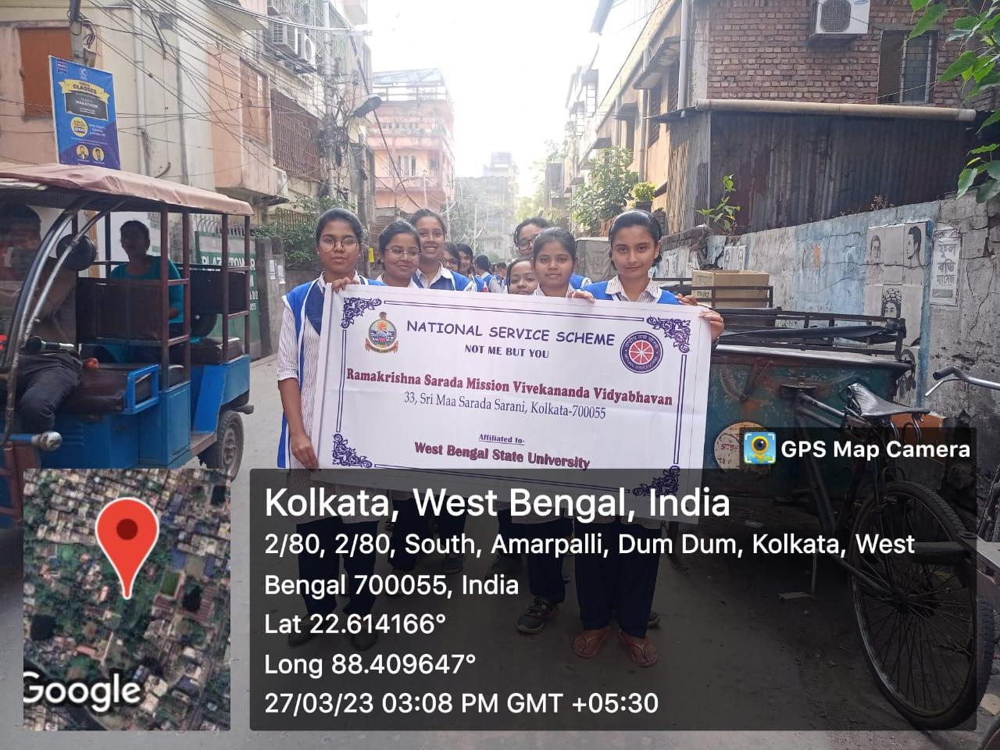 CLASSES
MARATHON
NATIONAL SERVICE SCHEME
NOT ME BUT YOU
Ramakrishna Sarada Mission Vivekananda Vidyabhavan
33, Sri Maa Sarada Sarani, Kolkata-700055
Affiliated to-
West Bengal State University
ফুল
বডি
GPS Map Camera
Kolkata, West Bengal, India
2/80, 2/80, South, Amarpalli, Dum Dum, Kolkata, West
Bengal 700055, India
Lat 22.614166°
Long 88.409647°
27/03/23 03:08 PM GMT +05:30
Google